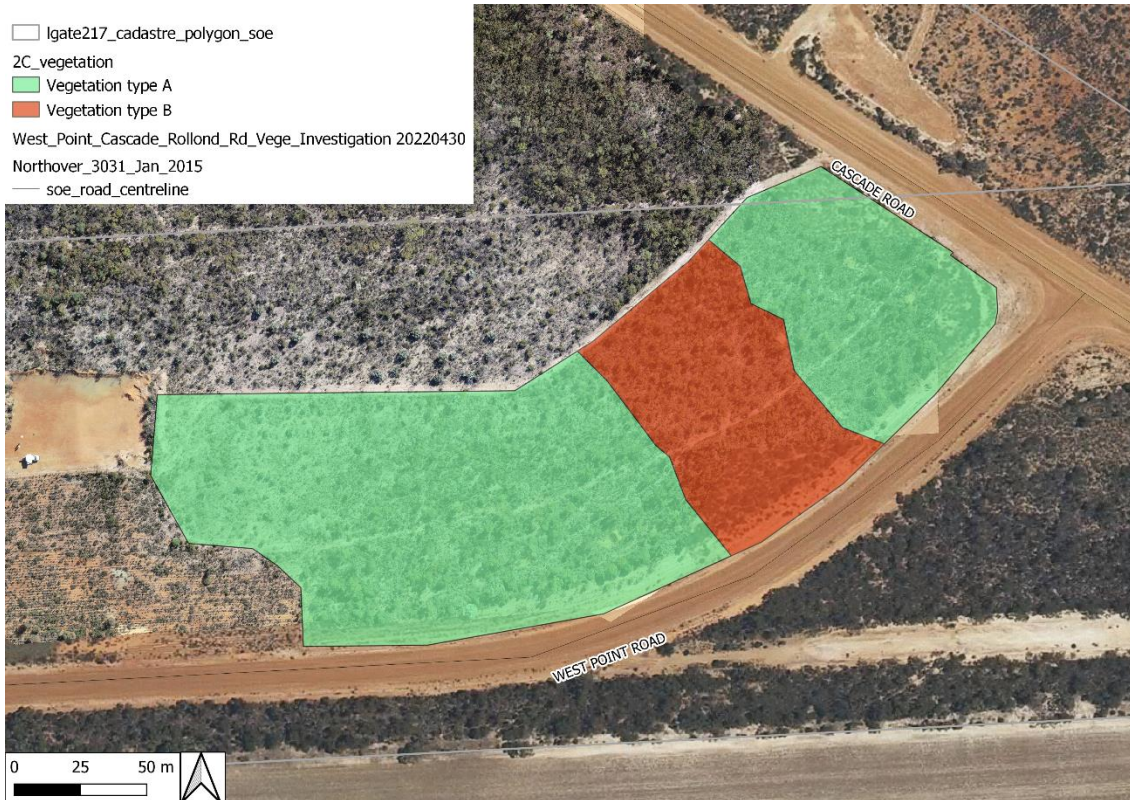 lgate217_cadastre_polygon_soe
2C_vegetation
Vegetation type A
Vegetation type B
West_Point_Cascade_Rollond_Rd_Vege_Investigation 20220430
Northover_3031_Jan_2015
soe_road_centreline
CASCADE ROAD
WEST POINT ROAD
0 25 50 m